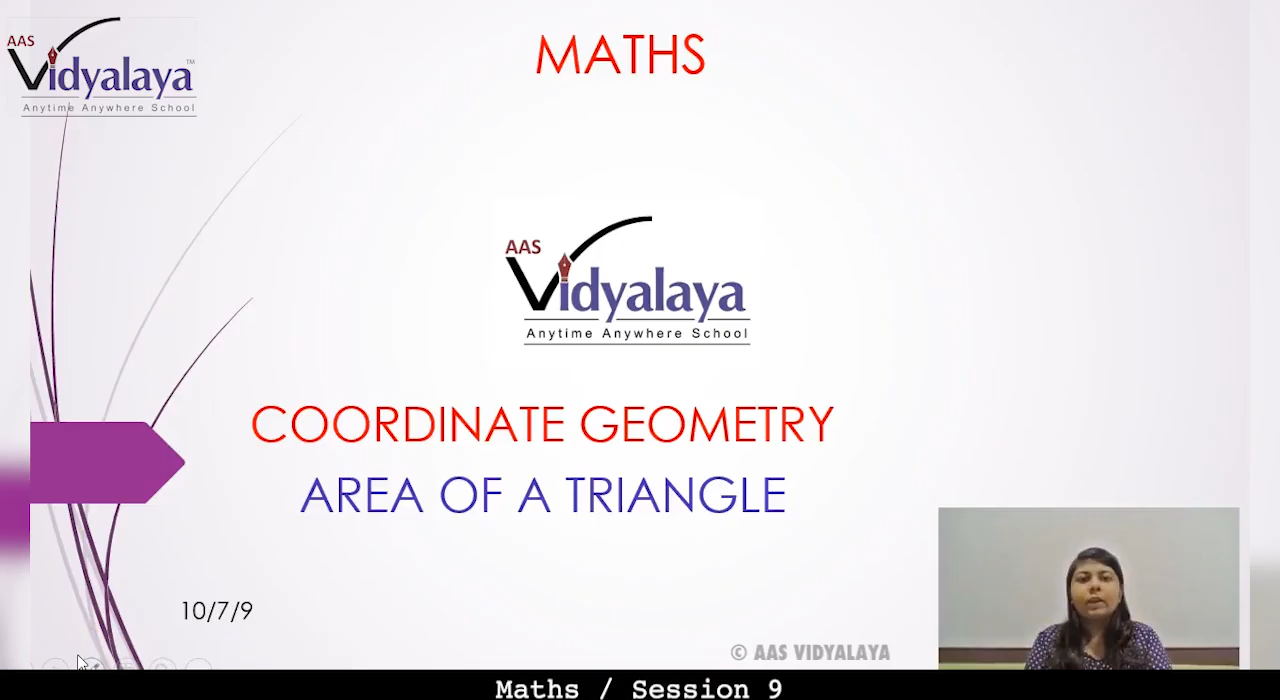 AAS
Vidyalaya™
Anytime Anywhere School
MATHS
AAS
Vidyalaya
Anytime Anywhere School
COORDINATE GEOMETRY
AREA OF A TRIANGLE
10/7/9
© AAS VIDYALAYA
Maths / Session 9